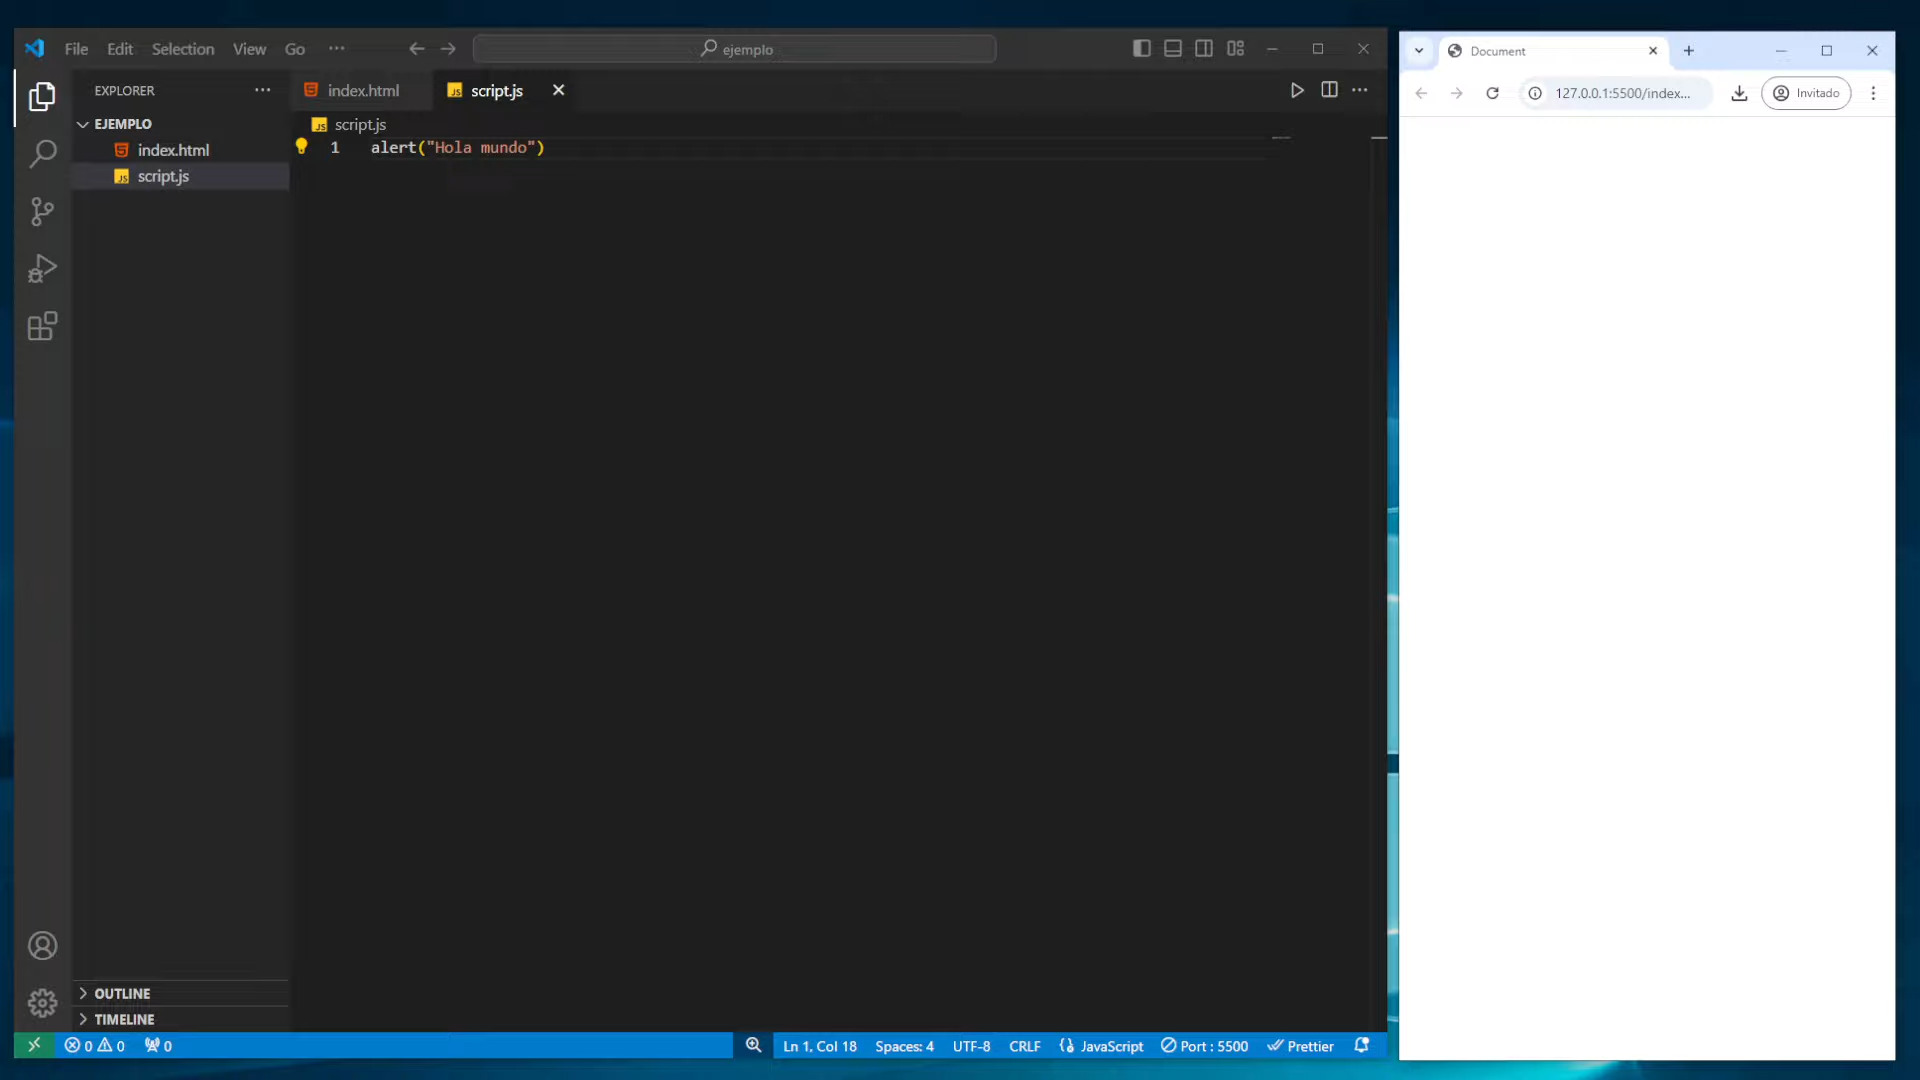 File Edit Selection View Go ···
ejemplo
EXPLORER
EJEMPLO
index.html
script.js
index.html
script.js
script.js
1 alert("Hola mundo")
OUTLINE
TIMELINE
0 0 0
Ln 1, Col 18 Spaces: 4 UTF-8 CRLF JavaScript Port : 5500 Prettier
Document
127.0.0.1:5500/index...
Invitado